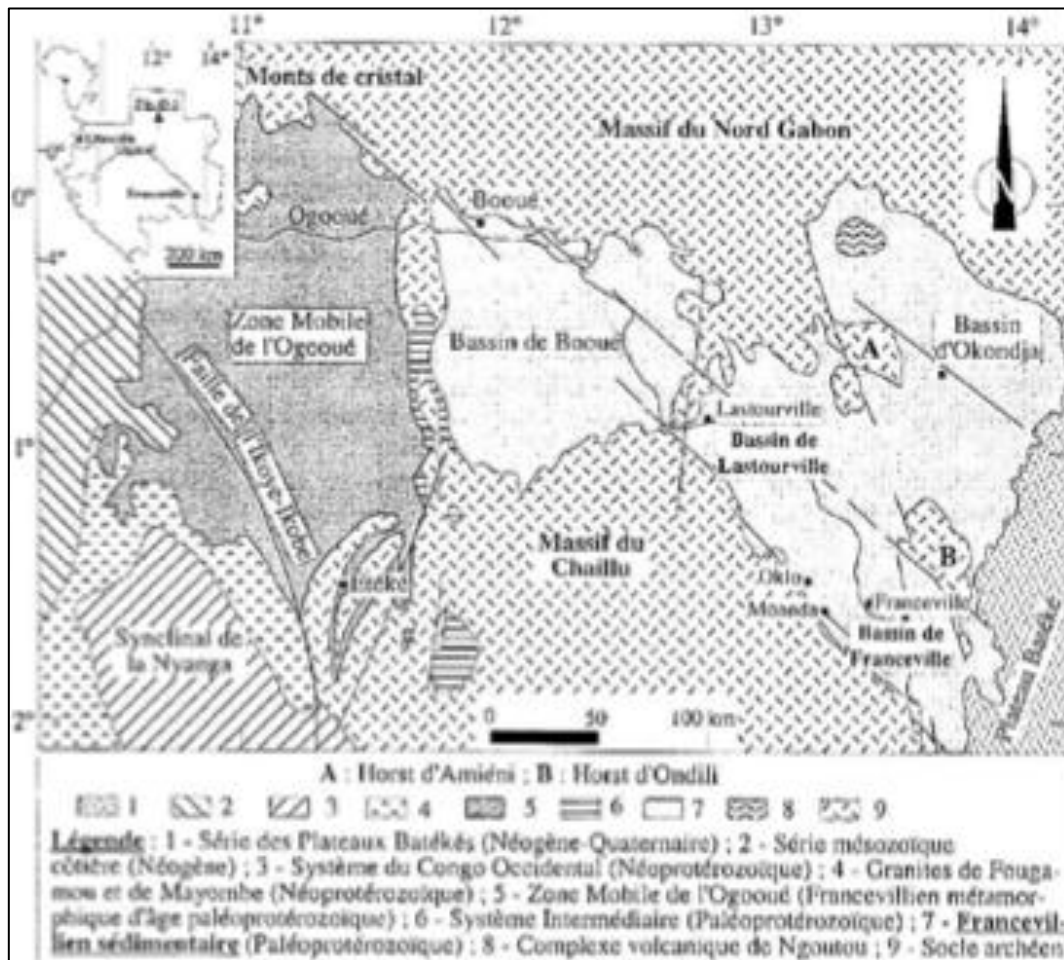 11° 12° 13° 14°
12° 14°
Monts de cristal
Massif du Nord Gabon
N
0°
Booué
Ogooué
200 km
Zone Mobile
de l'Ogooué
Bassin de Booué
A
Bassin
d'Okondja
Faille de l'Ikoye-Ikobe
Lastourville
1°
Bassin de
Lastourville
Massif du
Chaillu
B
Oklo
Moanda
Franceville
Bassin de
Franceville
Synclinal de
la Nyanga
Plateau Batéké
2°
0 50 100 km
A : Horst d'Amiéni ; B : Horst d'Ondili
1 2 3 4 5 6 7 8 9
Légende : 1 - Série des Plateaux Batékés (Néogène-Quaternaire) ; 2 - Série mésozoïque
côtière (Néogène) ; 3 - Système du Congo Occidental (Néoprotérozoïque) ; 4 - Granites de Fouga-
mou et de Mayombe (Néoprotérozoïque) ; 5 - Zone Mobile de l'Ogooué (Francevillien métamor-
phique d'âge paléoprotérozoïque) ; 6 - Système Intermédiaire (Paléoprotérozoïque) ; 7 - Francevil-
lien sédimentaire (Paléoprotérozoïque) ; 8 - Complexe volcanique de Ngoutou ; 9 - Socle archéen